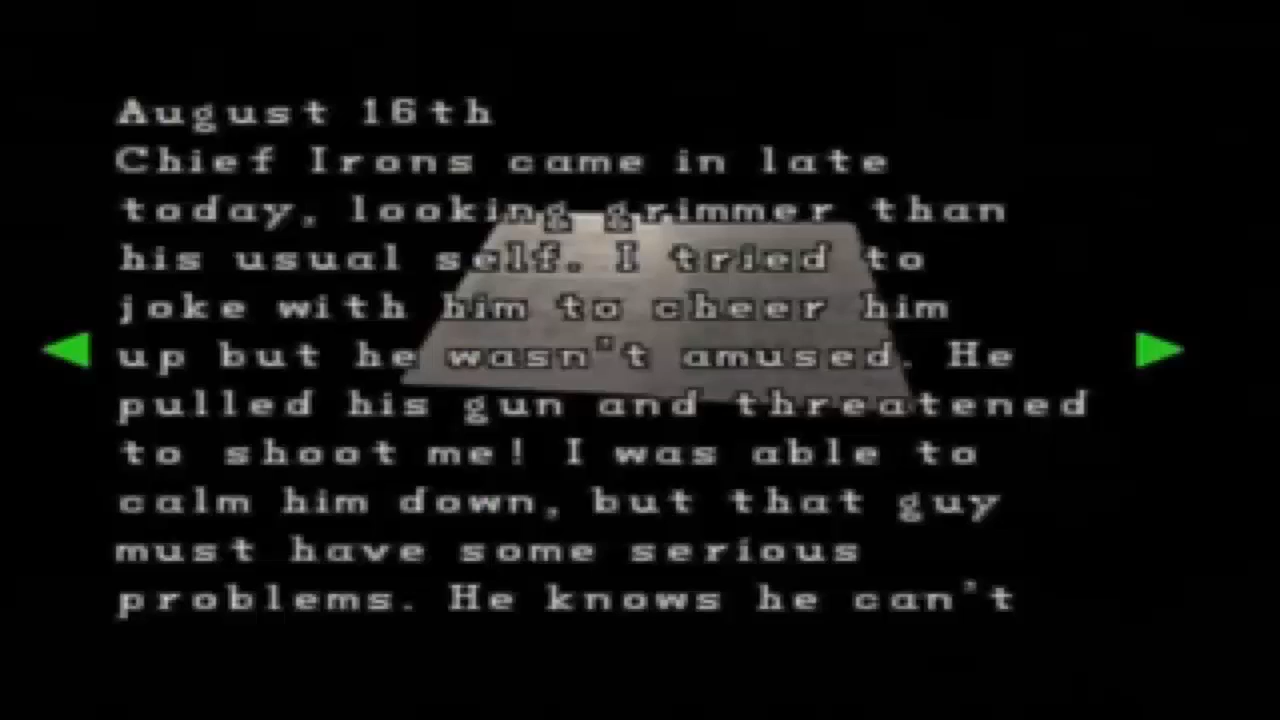 August 16th
Chief Irons came in late
today, looking grimmer than
his usual self. I tried to
joke with him to cheer him
up but he wasn't amused. He
pulled his gun and threatened
to shoot me! I was able to
calm him down, but that guy
must have some serious
problems. He knows he can't